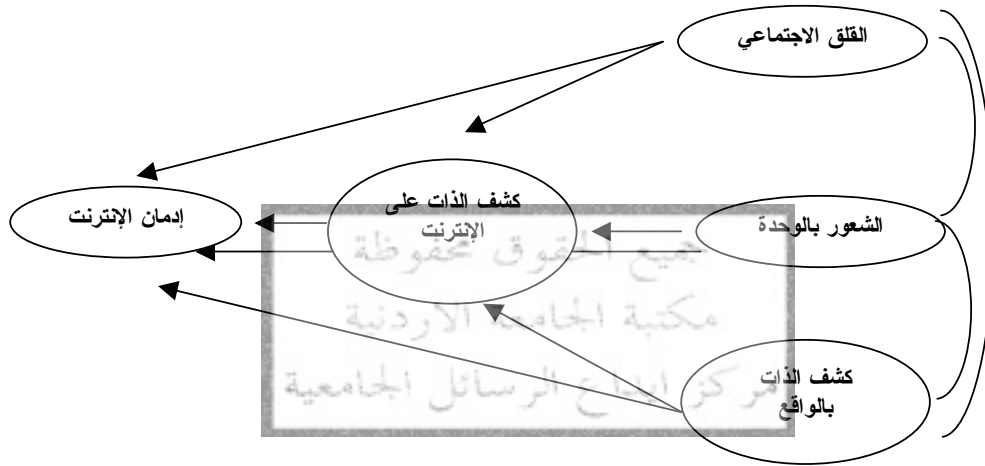 القلق الاجتماعي
كشف الذات على
الإنترنت
إدمان الإنترنت
الشعور بالوحدة
جميع الحقوق محفوظة
مكتبة الجامعة الاردنية
مركز ايداع الرسائل الجامعية
كشف الذات
بالواقع